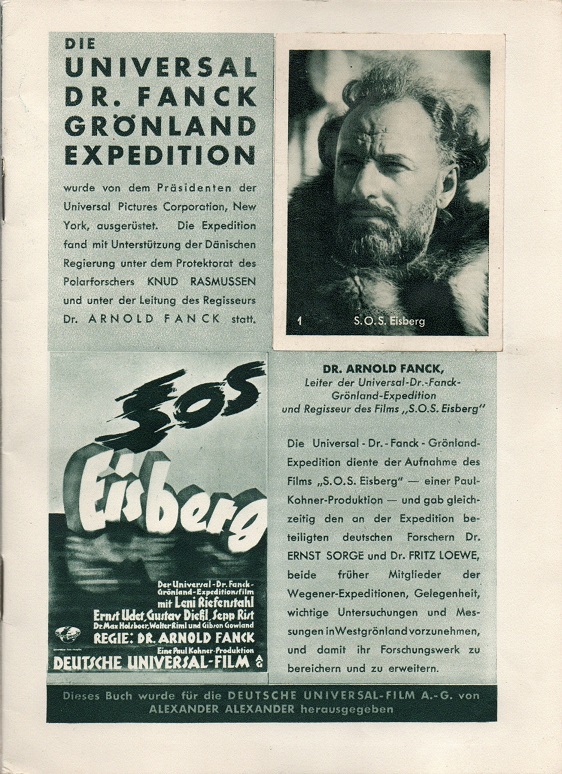 DIE
UNIVERSAL
DR. FANCK
GRÖNLAND
EXPEDITION
wurde von dem Präsidenten der
Universal Pictures Corporation, New
York, ausgerüstet. Die Expedition
fand mit Unterstützung der Dänischen
Regierung unter dem Protektorat des
Polarforschers KNUD RASMUSSEN
und unter der Leitung des Regisseurs
Dr. ARNOLD FANCK statt.
1 S.O.S. Eisberg
DR. ARNOLD FANCK,
Leiter der Universal-Dr.-Fanck-
Grönland-Expedition
und Regisseur des Films „S.O.S. Eisberg"
Die Universal-Dr.-Fanck-Grönland-
Expedition diente der Aufnahme des
Films „S.O.S. Eisberg" — einer Paul-
Kohner-Produktion — und gab gleich-
zeitig den an der Expedition be-
teiligten deutschen Forschern Dr.
ERNST SORGE und Dr. FRITZ LOEWE,
beide früher Mitglieder der
Wegener-Expeditionen, Gelegenheit,
wichtige Untersuchungen und Mes-
sungen in Westgrönland vorzunehmen,
und damit ihr Forschungswerk zu
bereichern und zu erweitern.
SOS
Eisberg
Der Universal-Dr. Fanck-
Grönland-Expeditionsfilm
mit Leni Riefenstahl
Ernst Udet, Gustav Dießl, Sepp Rist
Dr. Max Holsboer, Walter Riml und Gibson Gowland
REGIE: DR. ARNOLD FANCK
Eine Paul Kohner-Produktion
DEUTSCHE UNIVERSAL-FILM A.G.
Dieses Buch wurde für die DEUTSCHE UNIVERSAL-FILM A.-G. von
ALEXANDER ALEXANDER herausgegeben